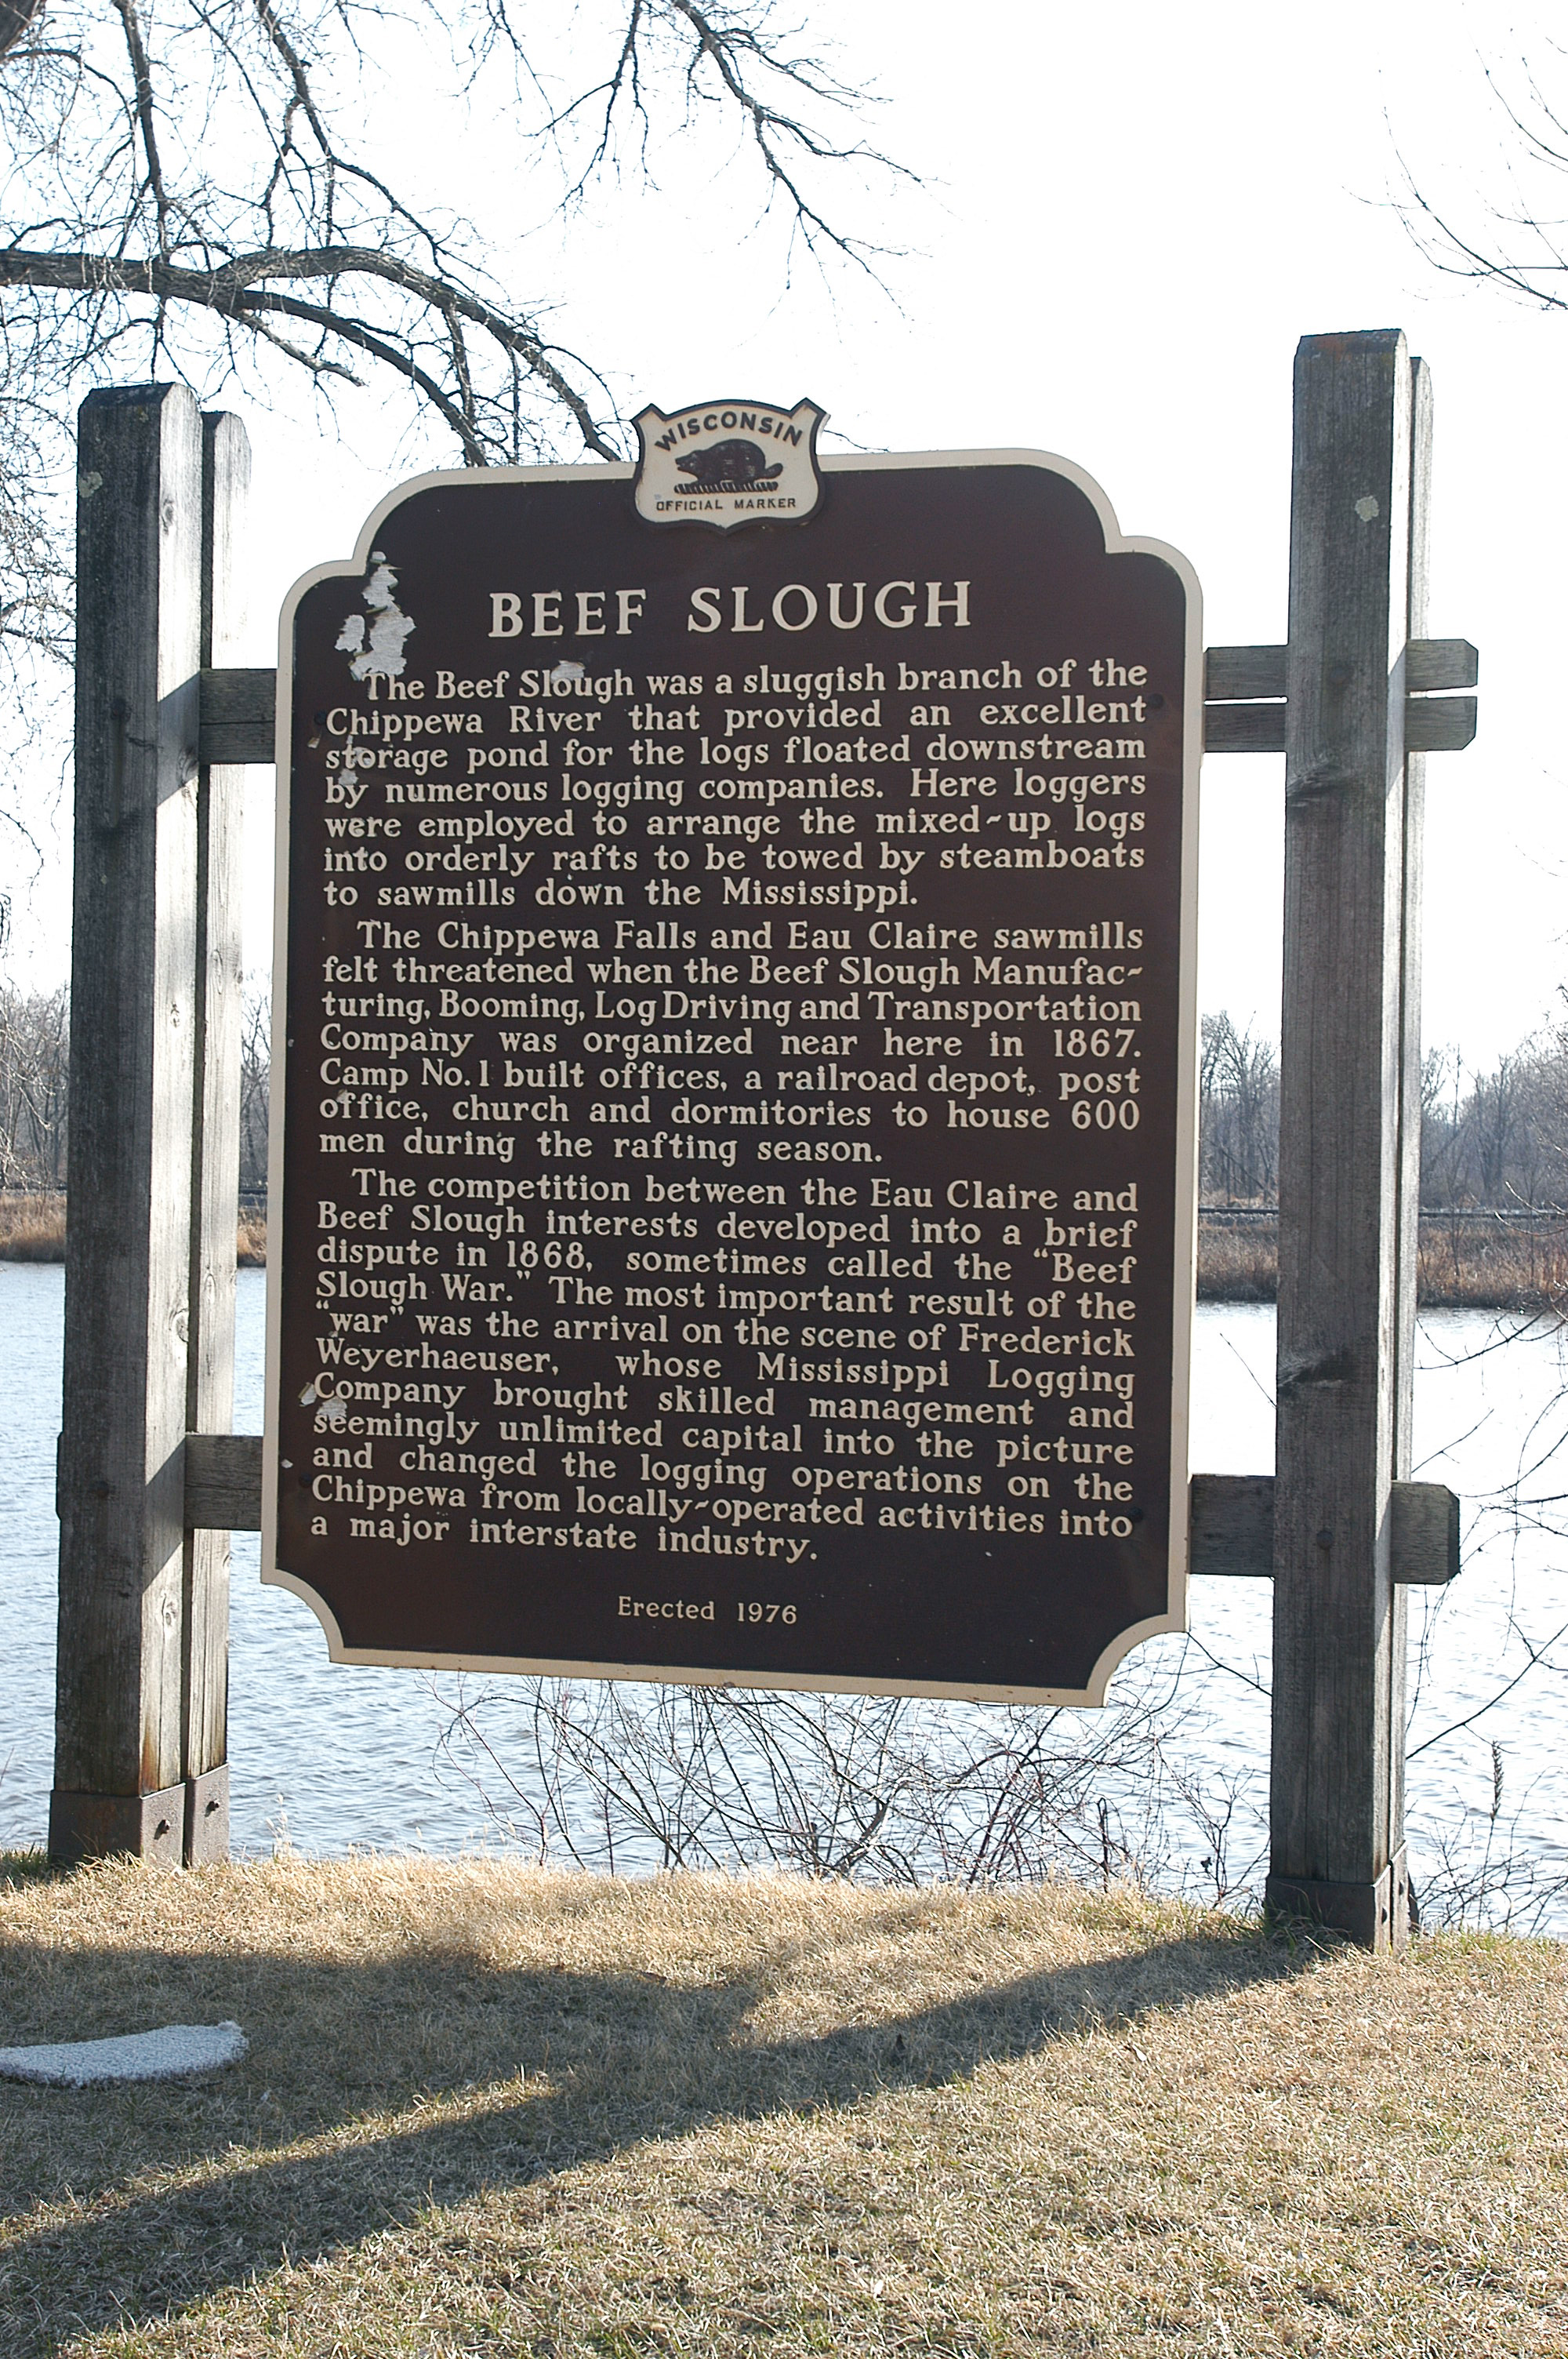 WISCONSIN
OFFICIAL MARKER
BEEF SLOUGH
The Beef Slough was a sluggish branch of the
Chippewa River that provided an excellent
storage pond for the logs floated downstream
by numerous logging companies. Here loggers
were employed to arrange the mixed-up logs
into orderly rafts to be towed by steamboats
to sawmills down the Mississippi.
The Chippewa Falls and Eau Claire sawmills
felt threatened when the Beef Slough Manufac-
turing, Booming, Log Driving and Transportation
Company was organized near here in 1867.
Camp No. 1 built offices, a railroad depot, post
office, church and dormitories to house 600
men during the rafting season.
The competition between the Eau Claire and
Beef Slough interests developed into a brief
dispute in 1868, sometimes called the "Beef
Slough War." The most important result of the
"war" was the arrival on the scene of Frederick
Weyerhaeuser, whose Mississippi Logging
Company brought skilled management and
seemingly unlimited capital into the picture
and changed the logging operations on the
Chippewa from locally-operated activities into
a major interstate industry.
Erected 1976